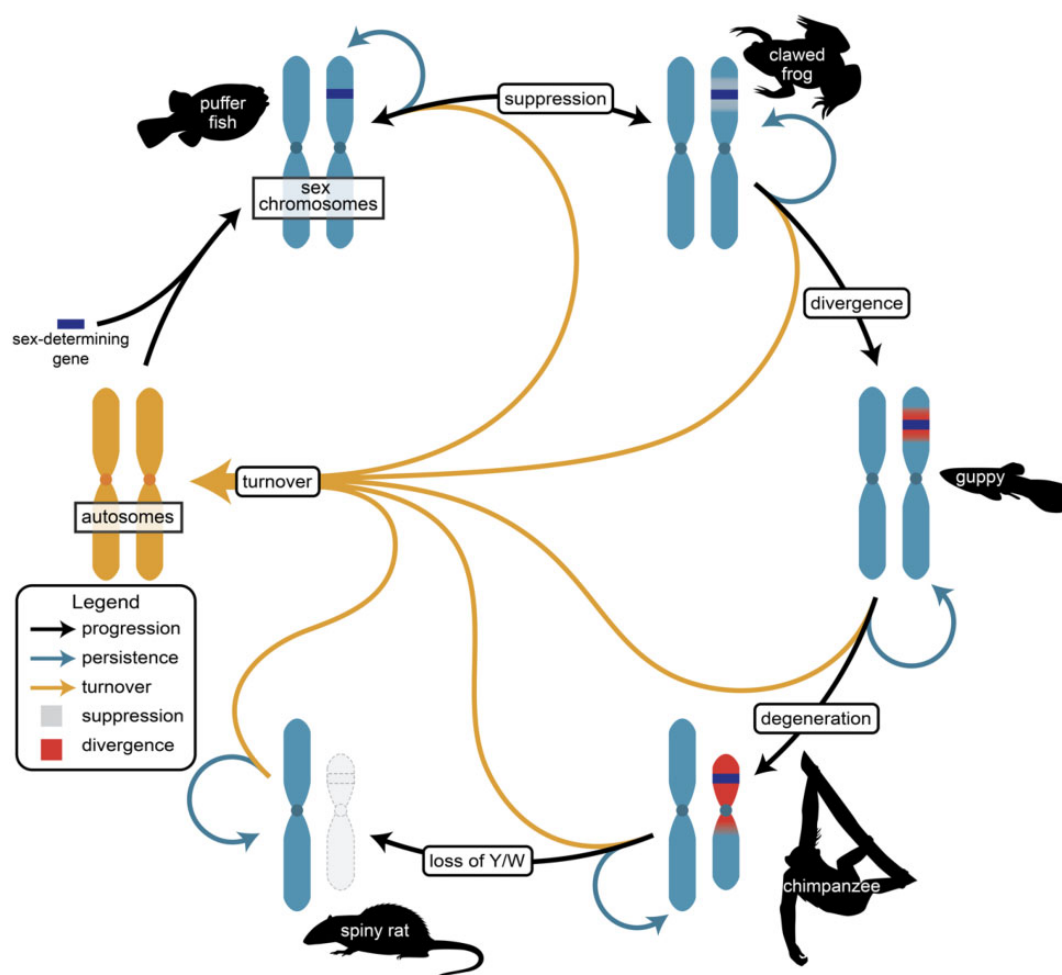 puffer
fish
sex
chromosomes
suppression
clawed
frog
divergence
sex-determining
gene
guppy
turnover
autosomes
Legend
progression
persistence
turnover
suppression
divergence
degeneration
chimpanzee
loss of Y/W
spiny rat